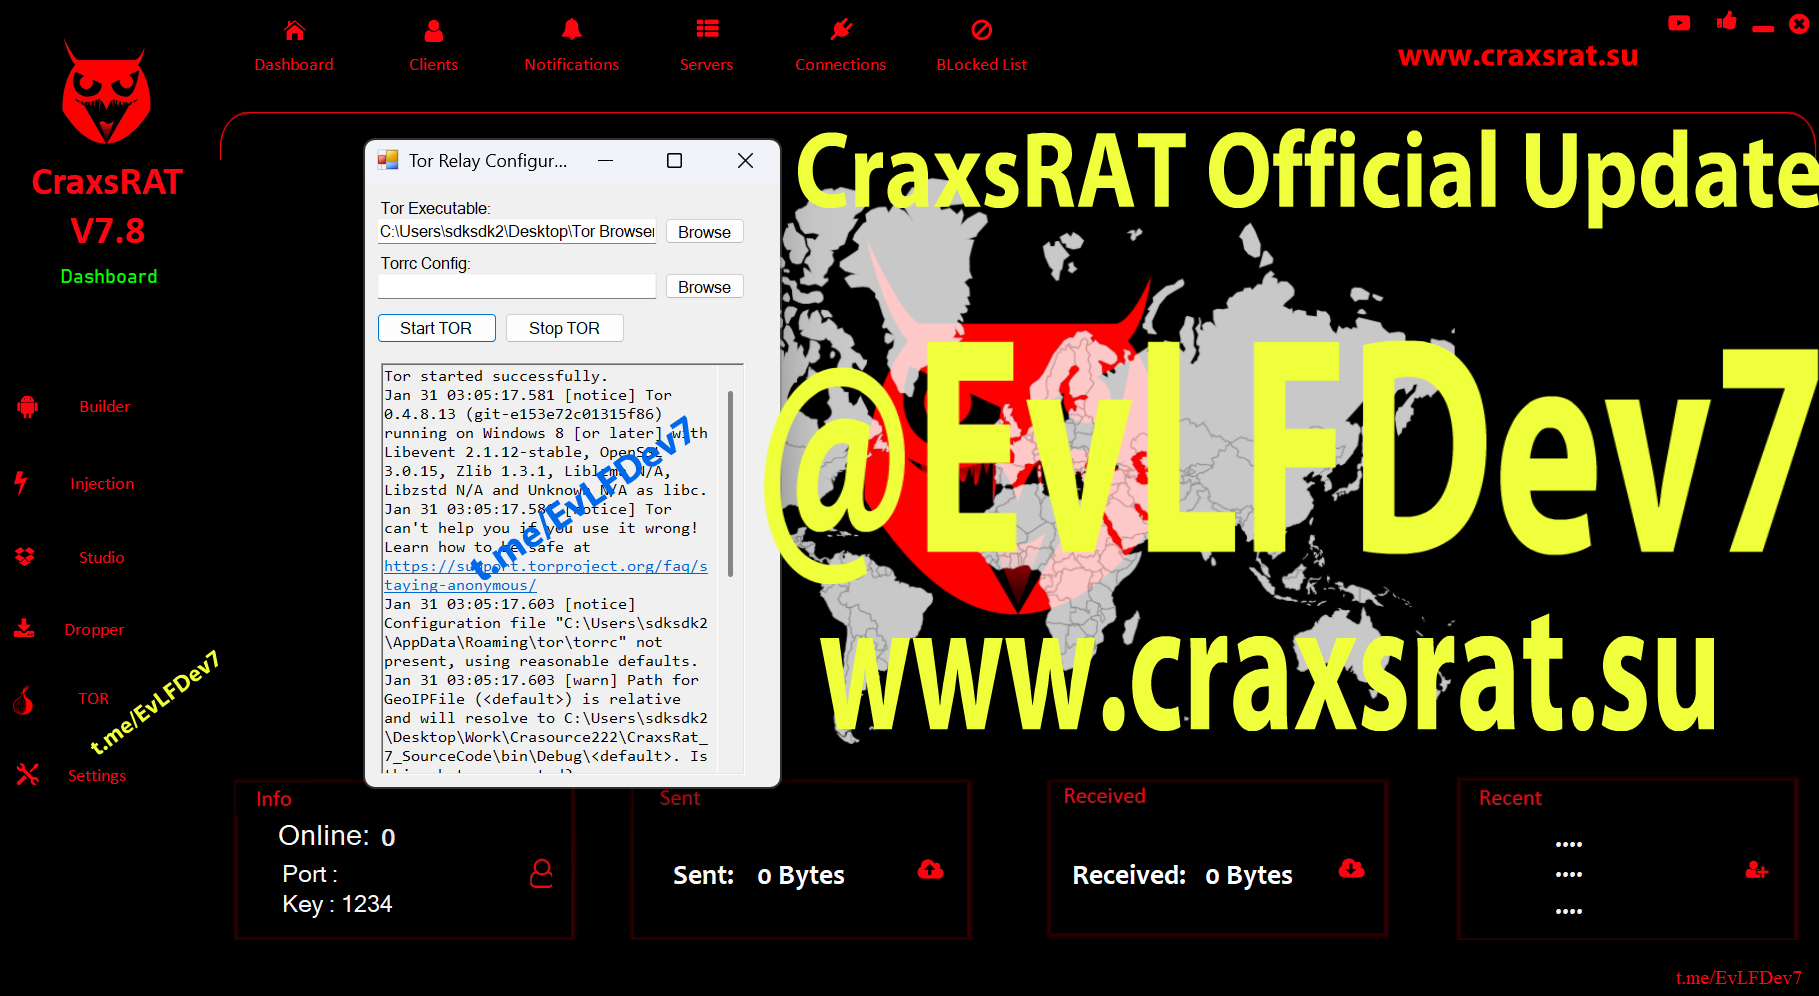 Dashboard
Clients
Notifications
Servers
Connections
BLocked List
www.craxsrat.su
CraxsRAT
V7.8
Dashboard
Builder
Injection
Studio
Dropper
TOR
Settings
t.me/EvLFDev7
Tor Relay Configur...
Tor Executable:
C:\Users\sdksdk2\Desktop\Tor Browser
Browse
Torrc Config:
Browse
Start TOR
Stop TOR
Tor started successfully.
Jan 31 03:05:17.581 [notice] Tor
0.4.8.13 (git-e153e72c01315f86)
running on Windows 8 [or later] with
Libevent 2.1.12-stable, OpenSSL
3.0.15, Zlib 1.3.1, Liblzma N/A,
Libzstd N/A and Unknown N/A as libc.
Jan 31 03:05:17.58 [notice] Tor
can't help you if you use it wrong!
Learn how to be safe at
https://support.torproject.org/faq/s
taying-anonymous/
Jan 31 03:05:17.603 [notice]
Configuration file "C:\Users\sdksdk2
\AppData\Roaming\tor\torrc" not
present, using reasonable defaults.
Jan 31 03:05:17.603 [warn] Path for
GeoIPFile (<default>) is relative
and will resolve to C:\Users\sdksdk2
\Desktop\Work\Crasource222\CraxsRat_
7_SourceCode\bin\Debug\<default>. Is
t.me/EvLFDev7
CraxsRAT Official Update
@EvLFDev7
www.craxsrat.su
Info
Online: 0
Port :
Key : 1234
Sent
Sent: 0 Bytes
Received
Received: 0 Bytes
Recent
....
....
....
t.me/EvLFDev7